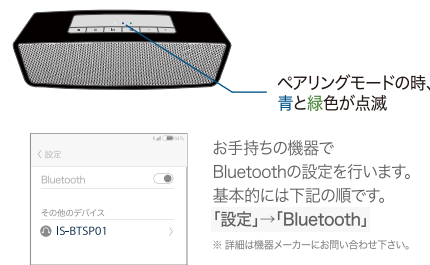 ペアリングモードの時、
青と緑色が点滅
設定
Bluetooth
その他のデバイス
IS-BTSP01
お手持ちの機器で
Bluetoothの設定を行います。
基本的には下記の順です。
「設定」→「Bluetooth」
※ 詳細は機器メーカーにお問い合わせ下さい。